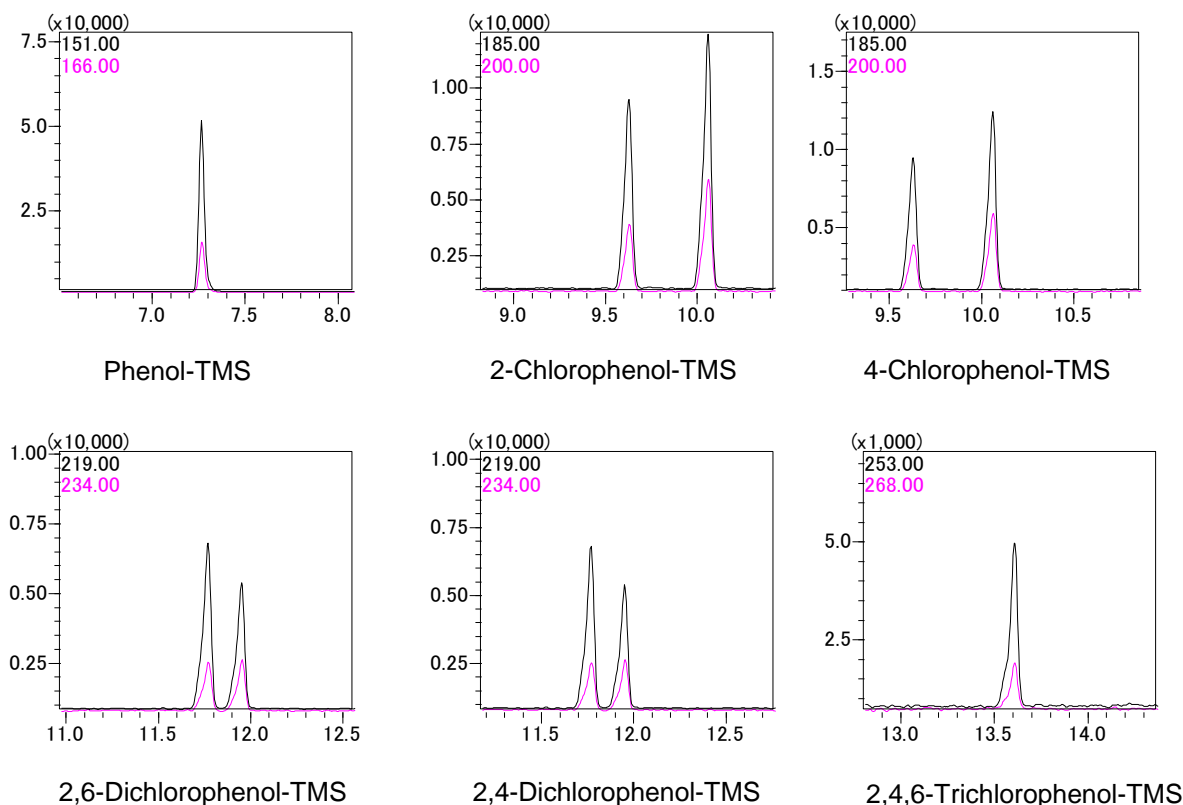 (x10,000)
151.00
166.00
7.5
5.0
2.5
7.0 7.5 8.0
Phenol-TMS
(x10,000)
185.00
200.00
1.00
0.75
0.50
0.25
9.0 9.5 10.0
2-Chlorophenol-TMS
(x10,000)
185.00
200.00
1.5
1.0
0.5
9.5 10.0 10.5
4-Chlorophenol-TMS
(x10,000)
219.00
234.00
1.00
0.75
0.50
0.25
11.0 11.5 12.0 12.5
2,6-Dichlorophenol-TMS
(x10,000)
219.00
234.00
1.00
0.75
0.50
0.25
11.5 12.0 12.5
2,4-Dichlorophenol-TMS
(x1,000)
253.00
268.00
5.0
2.5
13.0 13.5 14.0
2,4,6-Trichlorophenol-TMS